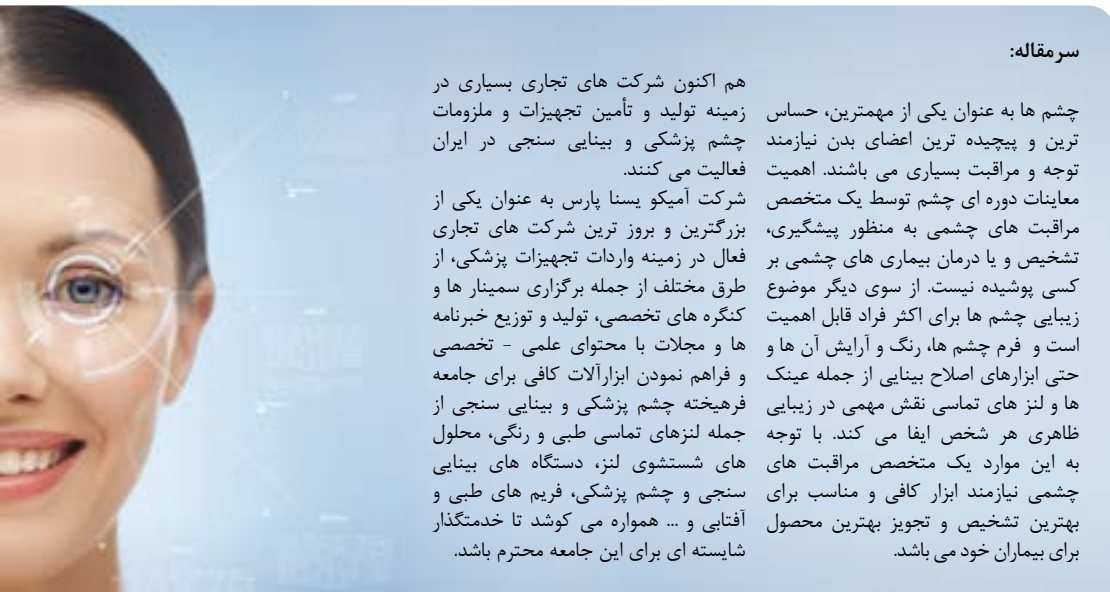 سرمقاله:
چشم ها به عنوان یکی از مهمترین، حساس
ترین و پیچیده ترین اعضای بدن نیازمند
توجه و مراقبت بسیاری می باشند. اهمیت
معاینات دوره ای چشم توسط یک متخصص
مراقبت های چشمی به منظور پیشگیری،
تشخیص و یا درمان بیماری های چشمی بر
کسی پوشیده نیست. از سوی دیگر موضوع
زیبایی چشم ها برای اکثر افراد قابل اهمیت
است و فرم چشم ها، رنگ و آرایش آن ها و
حتی ابزارهای اصلاح بینایی از جمله عینک
ها و لنز های تماسی نقش مهمی در زیبایی
ظاهری هر شخص ایفا می کند. با توجه
به این موارد یک متخصص مراقبت های
چشمی نیازمند ابزار کافی و مناسب برای
بهترین تشخیص و تجویز بهترین محصول
برای بیماران خود می باشد.
هم اکنون شرکت های تجاری بسیاری در
زمینه تولید و تأمین تجهیزات و ملزومات
چشم پزشکی و بینایی سنجی در ایران
فعالیت می کنند.
شرکت آمیکو یسنا پارس به عنوان یکی از
بزرگترین و بروز ترین شرکت های تجاری
فعال در زمینه واردات تجهیزات پزشکی، از
طرق مختلف از جمله برگزاری سمینار ها و
کنگره های تخصصی، تولید و توزیع خبرنامه
ها و مجلات با محتوای علمی - تخصصی
و فراهم نمودن ابزارآلات کافی برای جامعه
فرهیخته چشم پزشکی و بینایی سنجی از
جمله لنزهای تماسی طبی و رنگی، محلول
های شستشوی لنز، دستگاه های بینایی
سنجی و چشم پزشکی، فریم های طبی و
آفتابی و ... همواره می کوشد تا خدمتگذار
شایسته ای برای این جامعه محترم باشد.